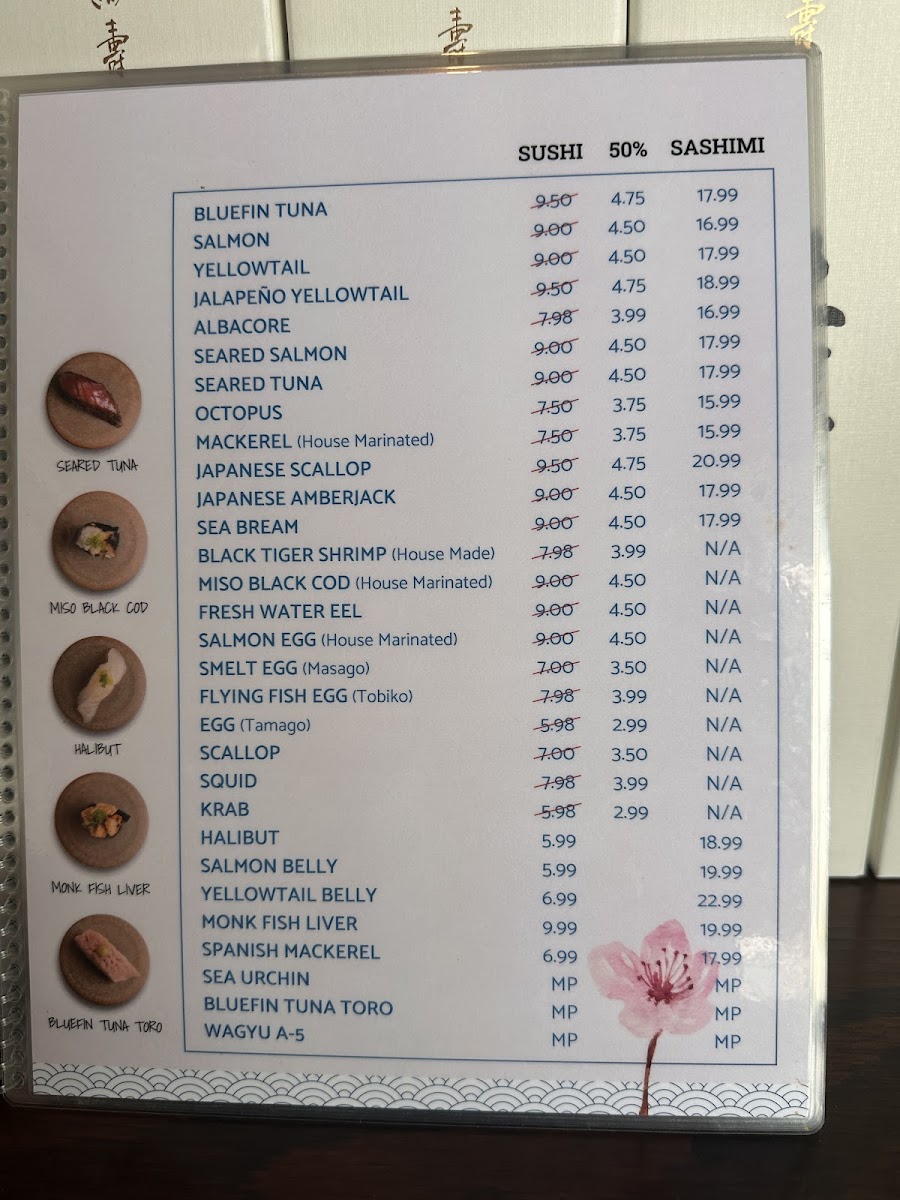 SUSHI 50% SASHIMI
BLUEFIN TUNA 9.50 4.75 17.99
SALMON 9.00 4.50 16.99
YELLOWTAIL 9.00 4.50 17.99
JALAPEÑO YELLOWTAIL 9.50 4.75 18.99
ALBACORE 7.98 3.99 16.99
SEARED SALMON 9.00 4.50 17.99
SEARED TUNA 9.00 4.50 17.99
OCTOPUS 7.50 3.75 15.99
MACKEREL (House Marinated) 7.50 3.75 15.99
JAPANESE SCALLOP 9.50 4.75 20.99
JAPANESE AMBERJACK 9.00 4.50 17.99
SEA BREAM 9.00 4.50 17.99
BLACK TIGER SHRIMP (House Made) 7.98 3.99 N/A
MISO BLACK COD (House Marinated) 9.00 4.50 N/A
FRESH WATER EEL 9.00 4.50 N/A
SALMON EGG (House Marinated) 9.00 4.50 N/A
SMELT EGG (Masago) 7.00 3.50 N/A
FLYING FISH EGG (Tobiko) 7.98 3.99 N/A
EGG (Tamago) 5.98 2.99 N/A
SCALLOP 7.00 3.50 N/A
SQUID 7.98 3.99 N/A
KRAB 5.98 2.99 N/A
HALIBUT 5.99 18.99
SALMON BELLY 5.99 19.99
YELLOWTAIL BELLY 6.99 22.99
MONK FISH LIVER 9.99 19.99
SPANISH MACKEREL 6.99 17.99
SEA URCHIN MP MP
BLUEFIN TUNA TORO MP MP
WAGYU A-5 MP MP
SEARED TUNA
MISO BLACK COD
HALIBUT
MONK FISH LIVER
BLUEFIN TUNA TORO